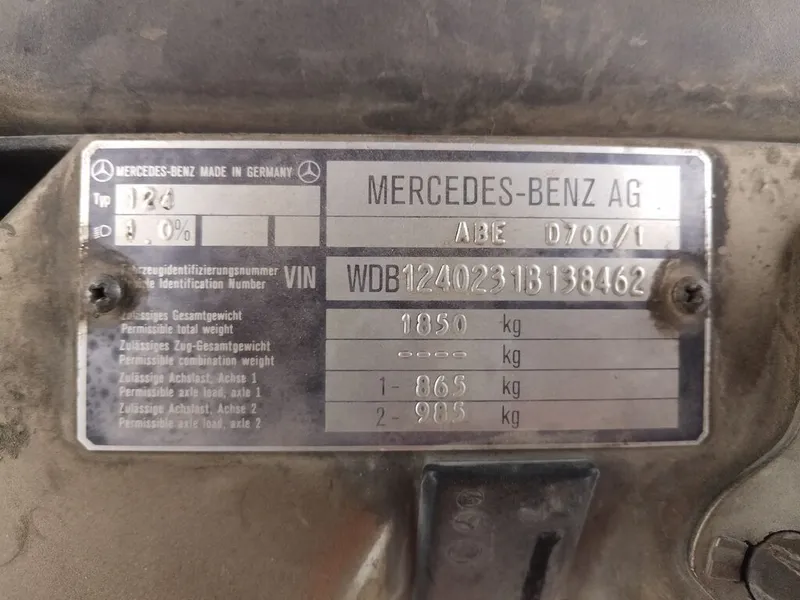 MERCEDES-BENZ MADE IN GERMANY
MERCEDES-BENZ AG
Typ 124
1.0%
ABE D700/1
Fahrzeugidentifizierungsnummer
Vehicle Identification Number
VIN
WDB1240231B138462
Zulässiges Gesamtgewicht
Permissible total weight
1850 kg
Zulässiges Zug-Gesamtgewicht
Permissible combination weight
---- kg
Zulässige Achslast, Achse 1
Permissible axle load, axle 1
1- 865 kg
Zulässige Achslast, Achse 2
Permissible axle load, axle 2
2- 985 kg